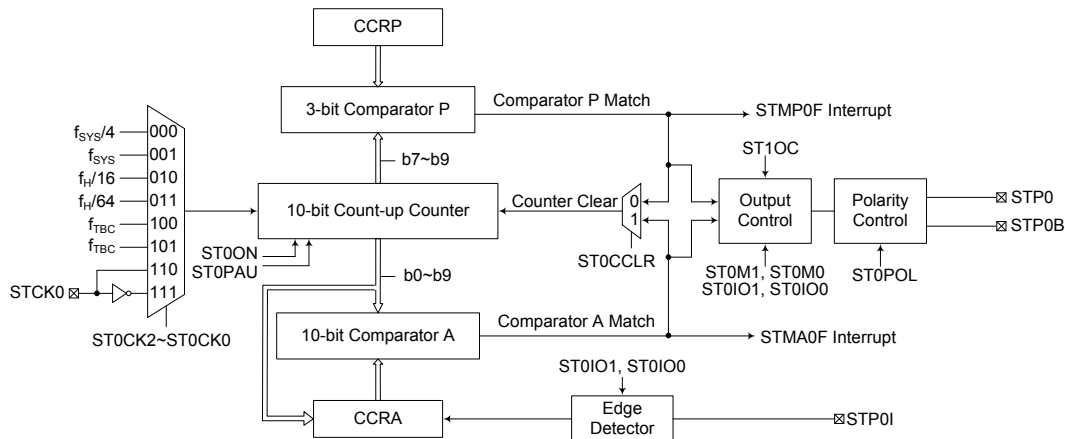 CCRP
3-bit Comparator P
Comparator P Match
STMP0F Interrupt
b7~b9
fSYS/4
000
fSYS
001
fH/16
010
fH/64
011
fTBC
100
fTBC
101
110
111
STCK0
ST0CK2~ST0CK0
10-bit Count-up Counter
ST0ON
ST0PAU
Counter Clear
0
1
ST0CCLR
ST1OC
Output
Control
ST0M1, ST0M0
ST0IO1, ST0IO0
Polarity
Control
ST0POL
STP0
STP0B
b0~b9
10-bit Comparator A
Comparator A Match
STMA0F Interrupt
ST0IO1, ST0IO0
CCRA
Edge
Detector
STP0I